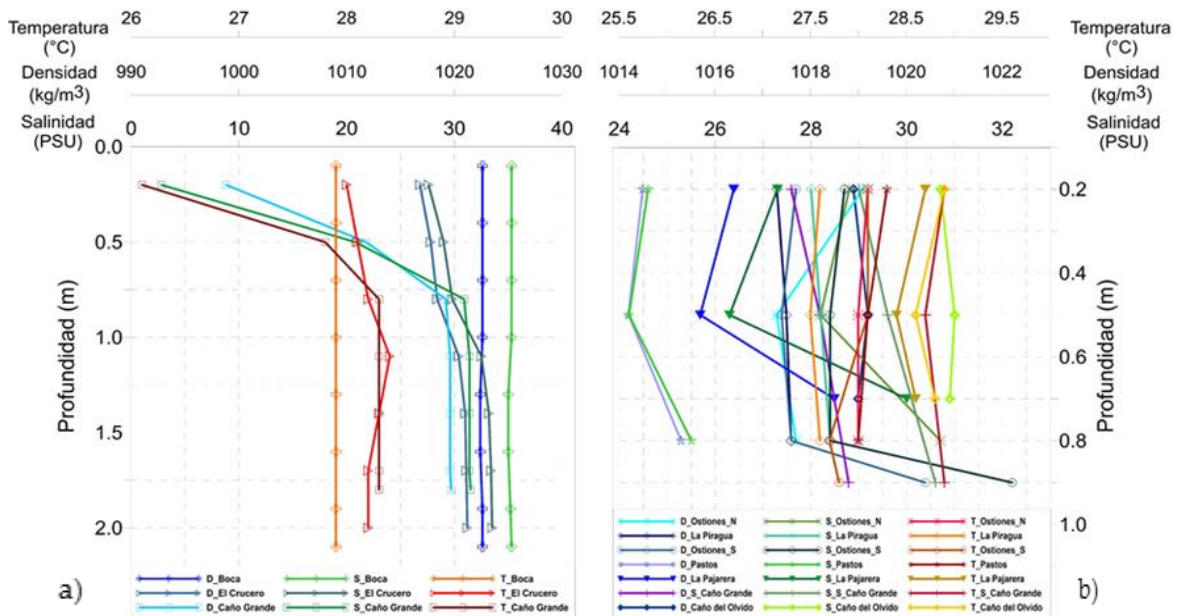 26 27 28 29 30
Temperatura
(°C)
990 1000 1010 1020 1030
Densidad
(kg/m3)
0 10 20 30 40
Salinidad
(PSU)
0.0
0.5
1.0
1.5
2.0
Profundidad (m)
a)
D_Boca S_Boca T_Boca
D_El Crucero S_El Crucero T_El Crucero
D_Caño Grande S_Caño Grande T_Caño Grande
25.5 26.5 27.5 28.5 29.5
Temperatura
(°C)
1014 1016 1018 1020 1022
Densidad
(kg/m3)
24 26 28 30 32
Salinidad
(PSU)
0.2
0.4
0.6
0.8
1.0
Profundidad (m)
b)
D_Ostiones_N S_Ostiones_N T_Ostiones_N
D_La Piragua S_La Piragua T_La Piragua
D_Ostiones_S S_Ostiones_S T_Ostiones_S
D_Pastos S_Pastos T_Pastos
D_La Pajarera S_La Pajarera T_La Pajarera
D_S_Caño Grande S_S_Caño Grande T_S_Caño Grande
D_Caño del Olvido S_Caño del Olvido T_Caño del Olvido